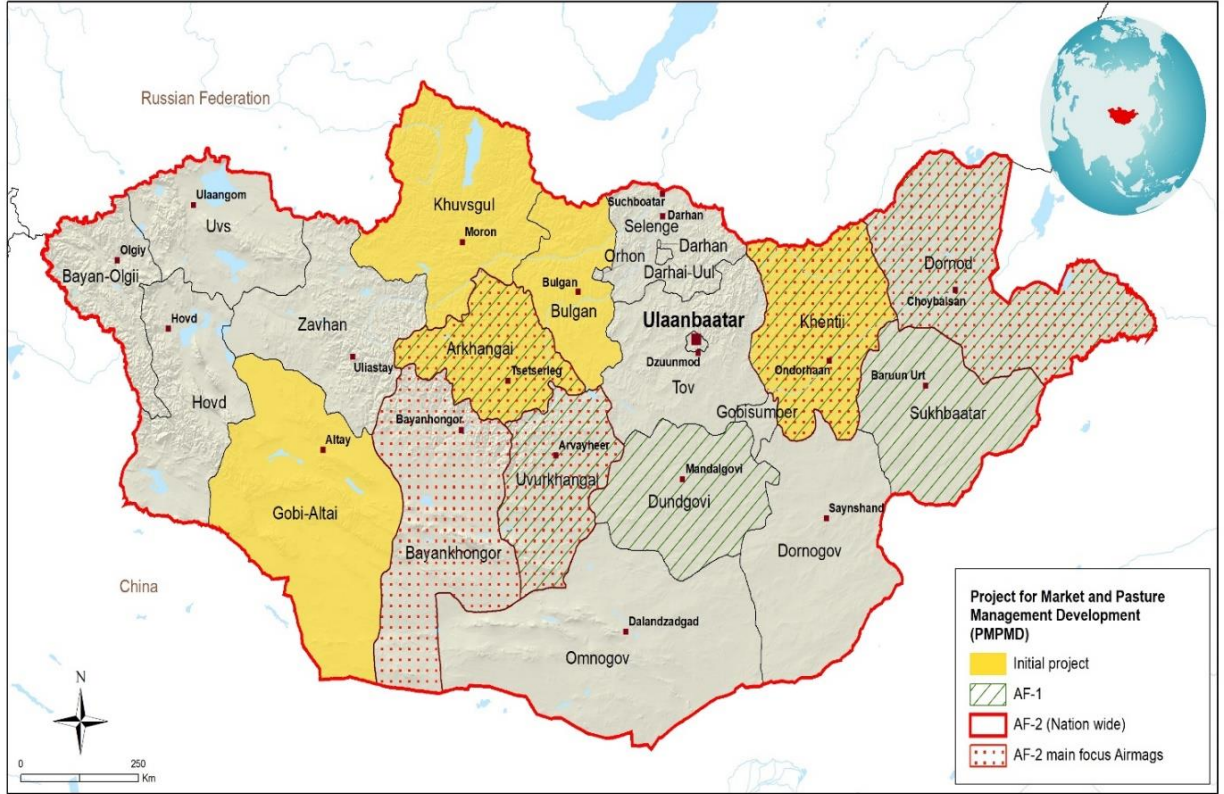 Russian Federation
Ulaangom
Uvs
Olgiy
Bayan-Olgii
Hovd
Hovd
Zavhan
Uliastay
Khuvsgul
Moron
Bulgan
Bulgan
Suchboatar
Selenge
Darhan
Orhon
Darhan
Darhai-Uul
Ulaanbaatar
Dzuunmod
Tov
Arkhangai
Tsetserleg
Khentii
Ondorhaan
Dornod
Choybalsan
Baruun Urt
Sukhbaatar
Gobisumper
Altay
Gobi-Altai
Bayanhongor
Bayankhongor
Arvayheer
Uvurkhangai
Mandalgovi
Dundgovi
Saynshand
Dornogov
Dalandzadgad
Omnogov
China
N
0 250
Km
Project for Market and Pasture
Management Development
(PMPMD)
Initial project
AF-1
AF-2 (Nation wide)
AF-2 main focus Airmags